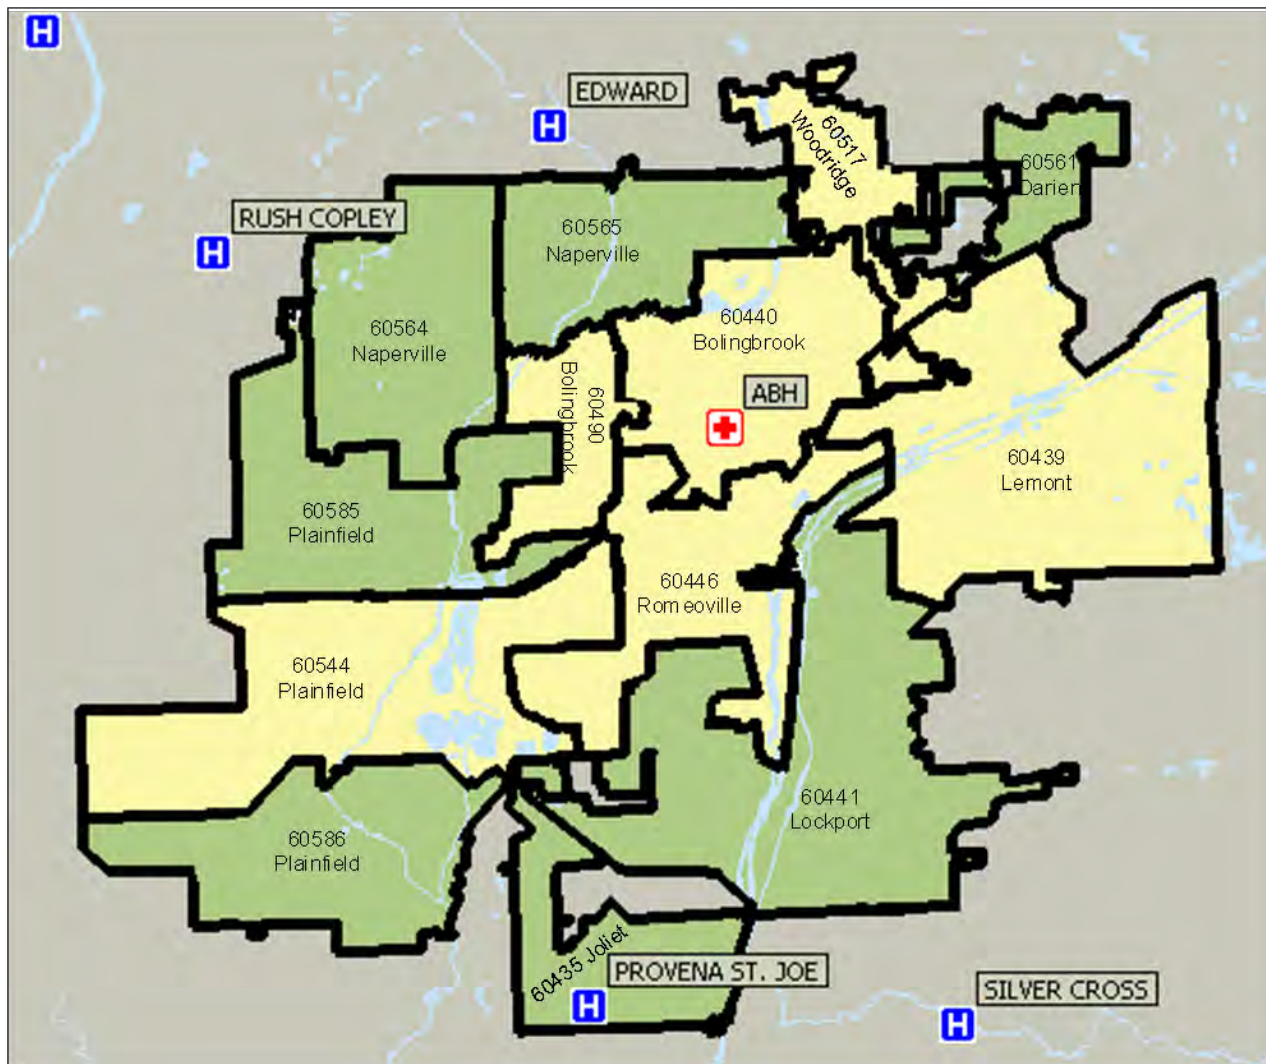 H
EDWARD
H
60517
Woodridge
60561
Darien
RUSH COPLEY
H
60565
Naperville
60564
Naperville
60440
Bolingbrook
60490
Bolingbrook
ABH
60439
Lemont
60585
Plainfield
60446
Romeoville
60544
Plainfield
60441
Lockport
60586
Plainfield
60435 Joliet
PROVENA ST. JOE
H
SILVER CROSS
H